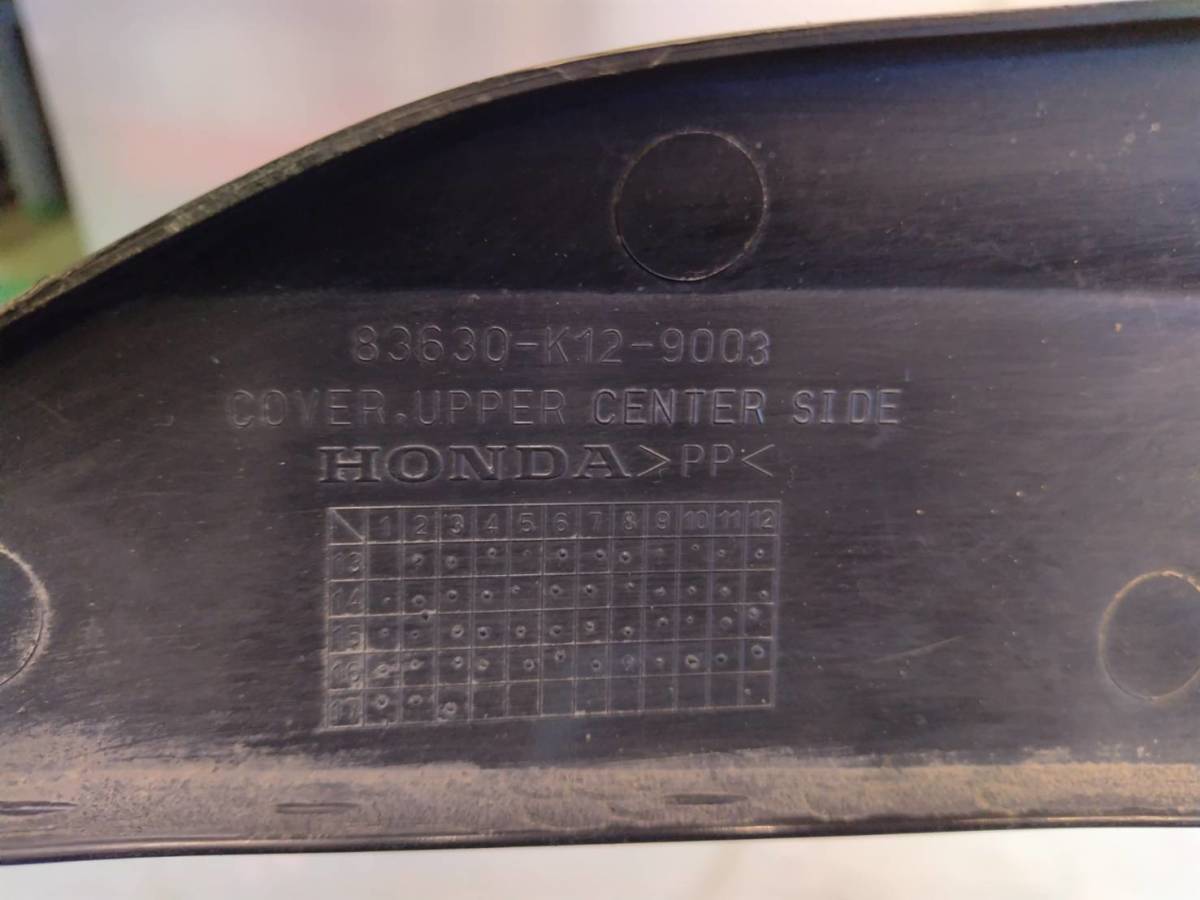 83630-K12-9003
COVER,UPPER CENTER SIDE
HONDA >PP<
1 2 3 4 5 6 7 8 9 10 11 12
13
14
15
16
17